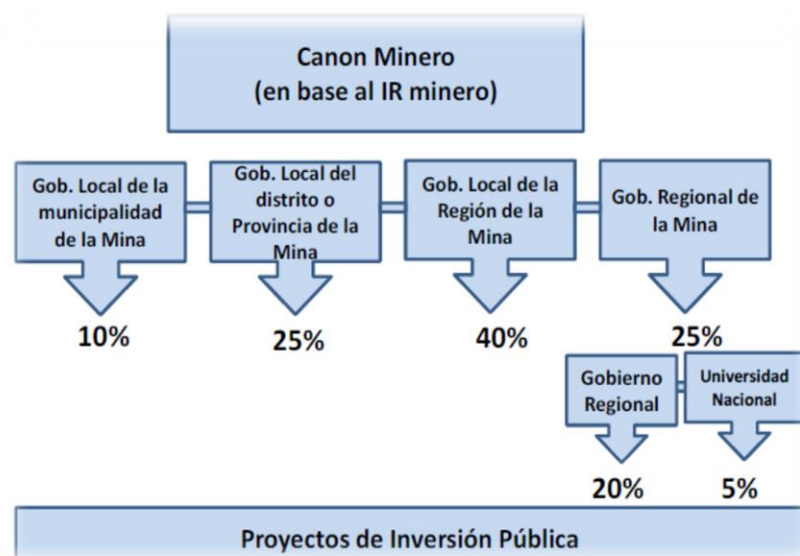 Canon Minero
(en base al IR minero)
Gob. Local de la
municipalidad
de la Mina
Gob. Local del
distrito o
Provincia de la
Mina
Gob. Local de la
Región de la
Mina
Gob. Regional de
la Mina
10%
25%
40%
25%
Gobierno
Regional
Universidad
Nacional
20%
5%
Proyectos de Inversión Pública